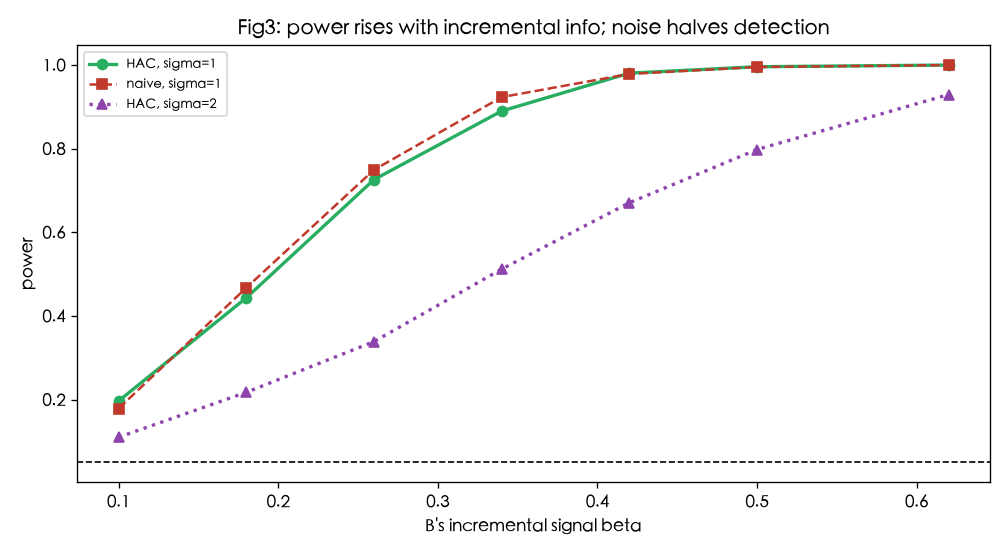 Fig3: power rises with incremental info; noise halves detection
HAC, sigma=1
naive, sigma=1
HAC, sigma=2
power
1.0
0.8
0.6
0.4
0.2
0.1
0.2
0.3
0.4
0.5
0.6
B's incremental signal beta